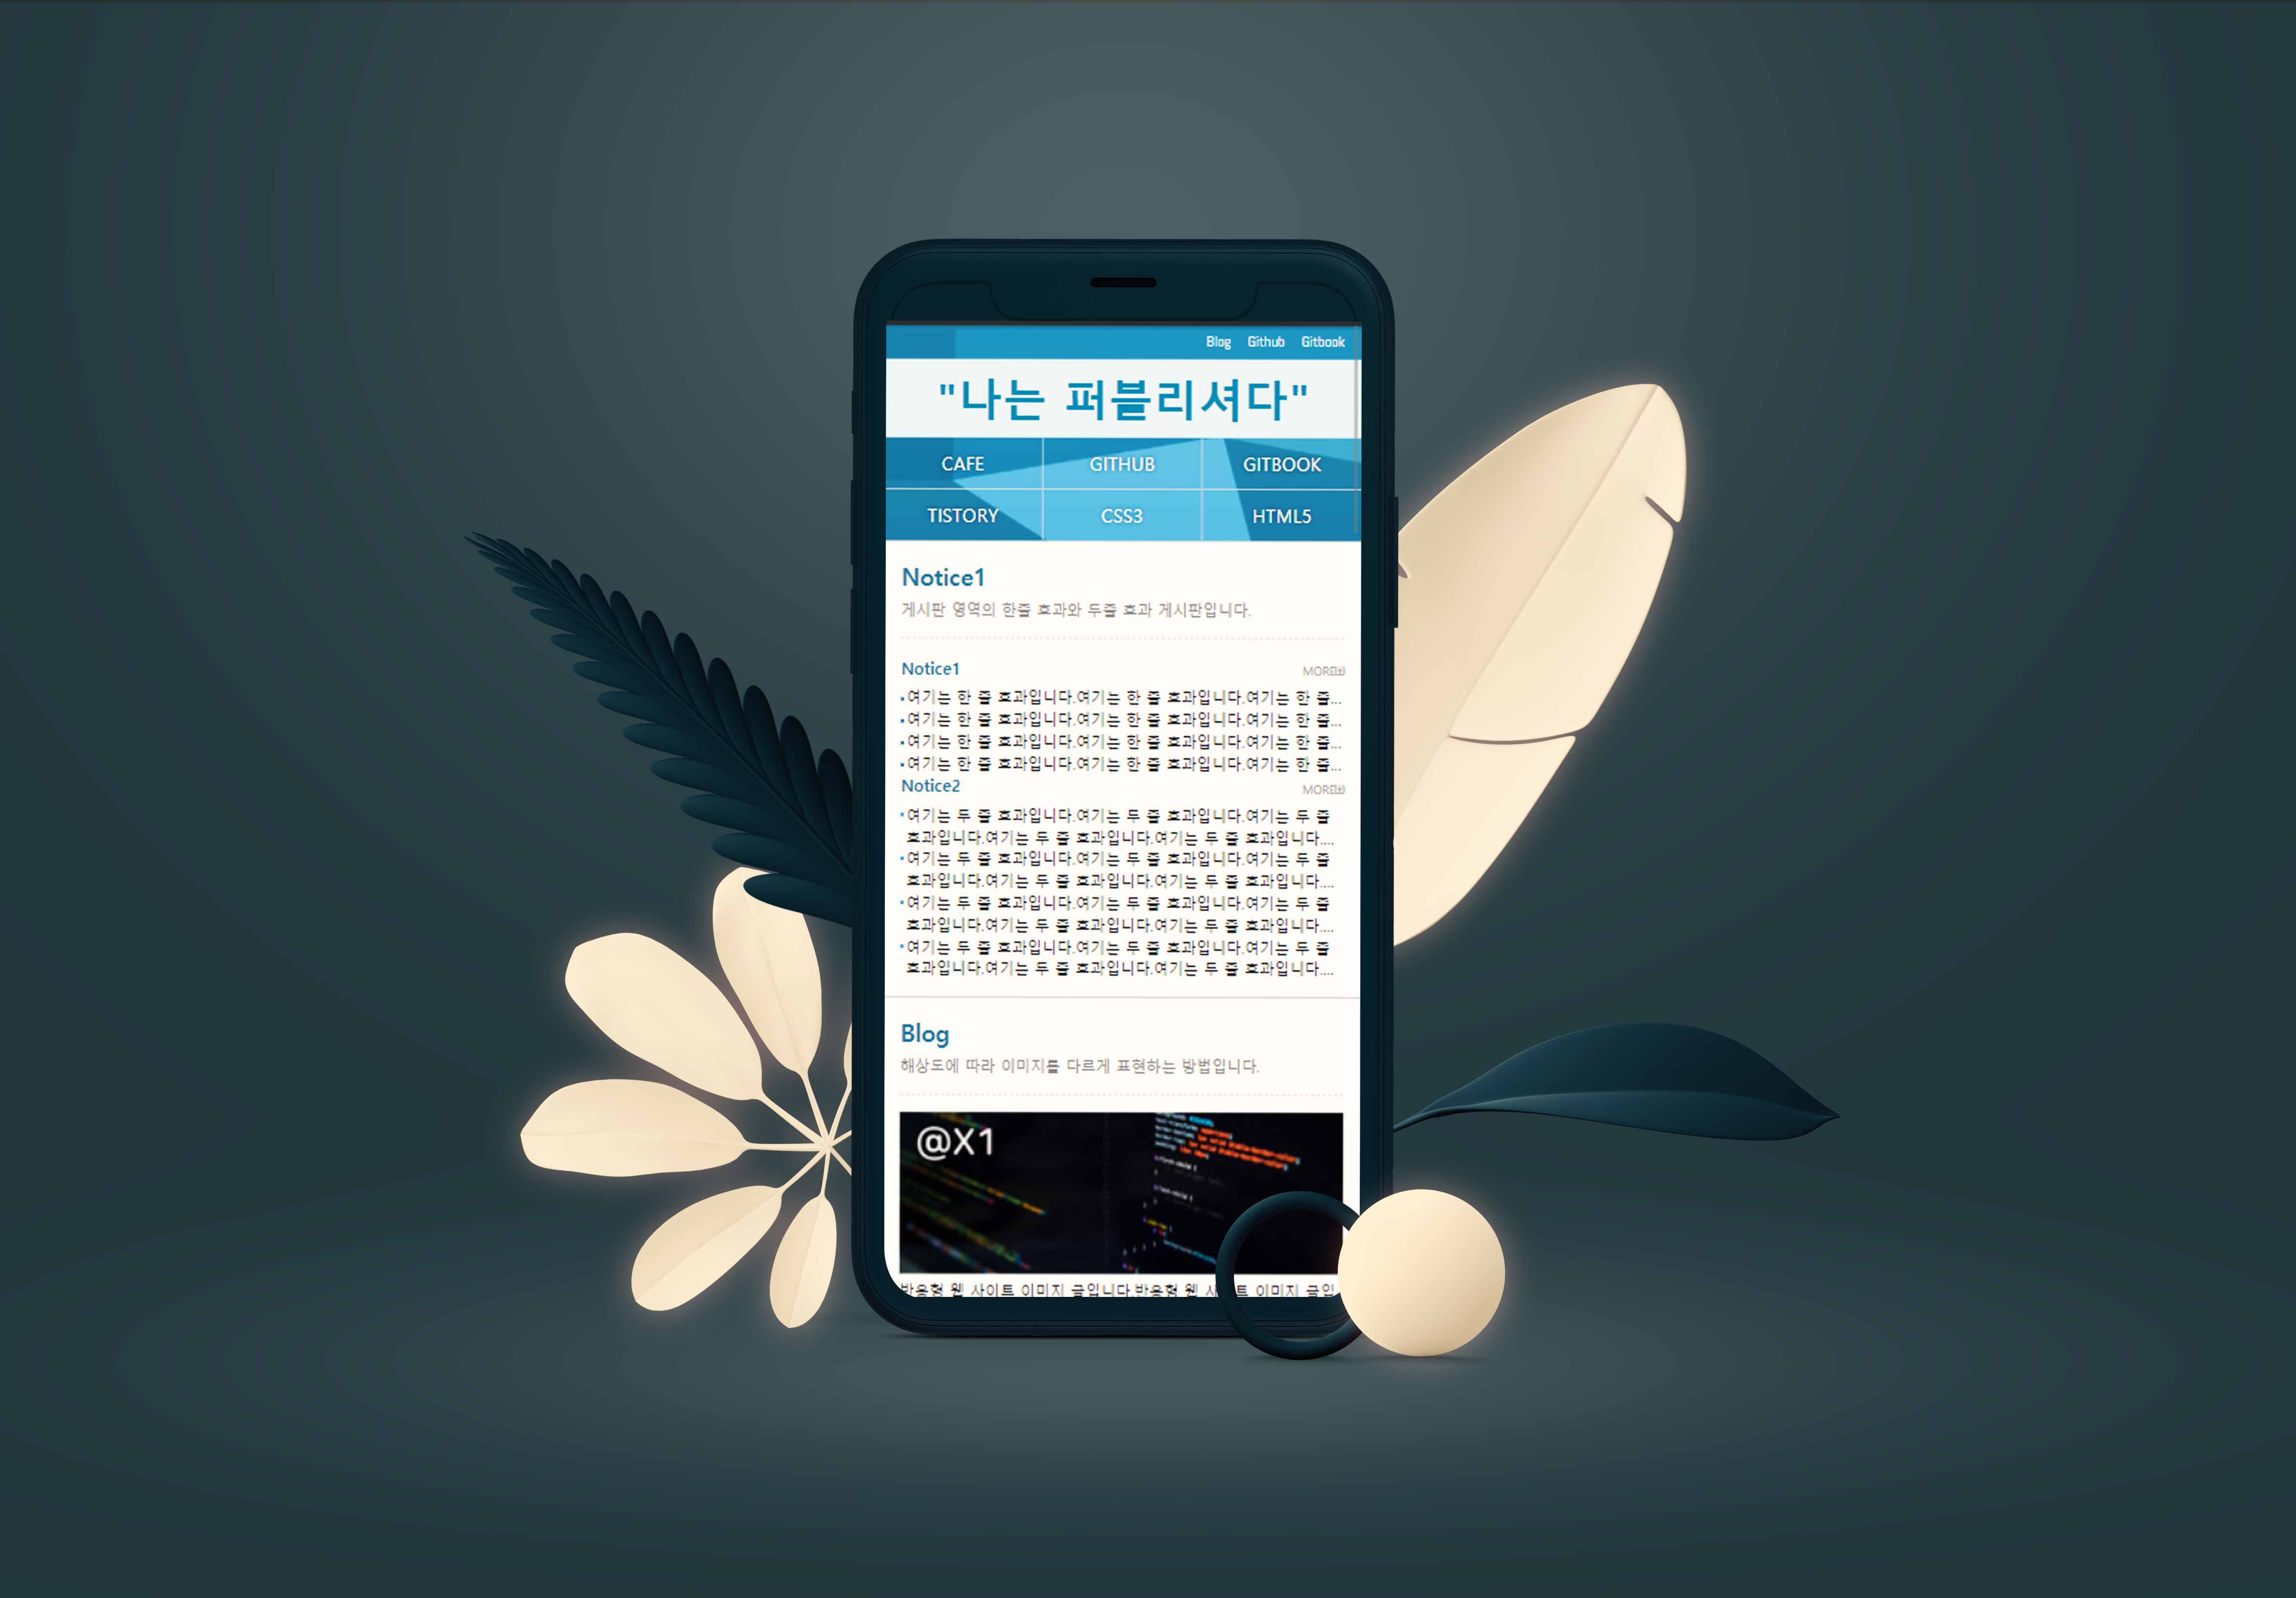 Blog Github Gitbook
"나는 퍼블리셔다"
CAFE GITHUB GITBOOK
TISTORY CSS3 HTML5
Notice1
게시판 영역의 한줄 효과와 두줄 효과 게시판입니다.
Notice1 MORE
여기는 한 줄 효과입니다.여기는 한 줄 효과입니다.여기는 한 줄...
여기는 한 줄 효과입니다.여기는 한 줄 효과입니다.여기는 한 줄...
여기는 한 줄 효과입니다.여기는 한 줄 효과입니다.여기는 한 줄...
여기는 한 줄 효과입니다.여기는 한 줄 효과입니다.여기는 한 줄...
Notice2 MORE
여기는 두 줄 효과입니다.여기는 두 줄 효과입니다.여기는 두 줄
효과입니다.여기는 두 줄 효과입니다.여기는 두 줄 효과입니다....
여기는 두 줄 효과입니다.여기는 두 줄 효과입니다.여기는 두 줄
효과입니다.여기는 두 줄 효과입니다.여기는 두 줄 효과입니다....
여기는 두 줄 효과입니다.여기는 두 줄 효과입니다.여기는 두 줄
효과입니다.여기는 두 줄 효과입니다.여기는 두 줄 효과입니다....
여기는 두 줄 효과입니다.여기는 두 줄 효과입니다.여기는 두 줄
효과입니다.여기는 두 줄 효과입니다.여기는 두 줄 효과입니다....
Blog
해상도에 따라 이미지를 다르게 표현하는 방법입니다.
@X1
반응형 웹 사이트 이미지 글입니다.반응형 웹 사이트 이미지 글입